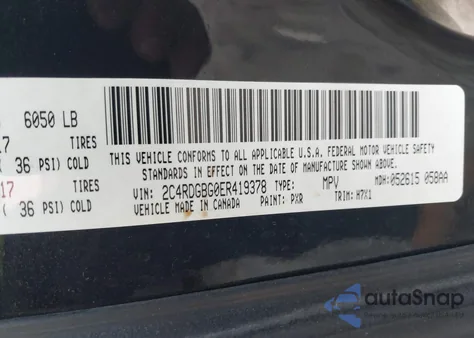 6050 LB
TIRES
36 PSI) COLD
17 TIRES
( 36 PSI) COLD
THIS VEHICLE CONFORMS TO ALL APPLICABLE U.S.A. FEDERAL MOTOR VEHICLE SAFETY
STANDARDS IN EFFECT ON THE DATE OF MANUFACTURE SHOWN ABOVE.
VIN: 2C4RDGBG0ER419378 TYPE: MPV MDH: 052615 058AA
VEHICLE MADE IN CANADA PAINT: PXR TRIM: H7X1
autoSnap